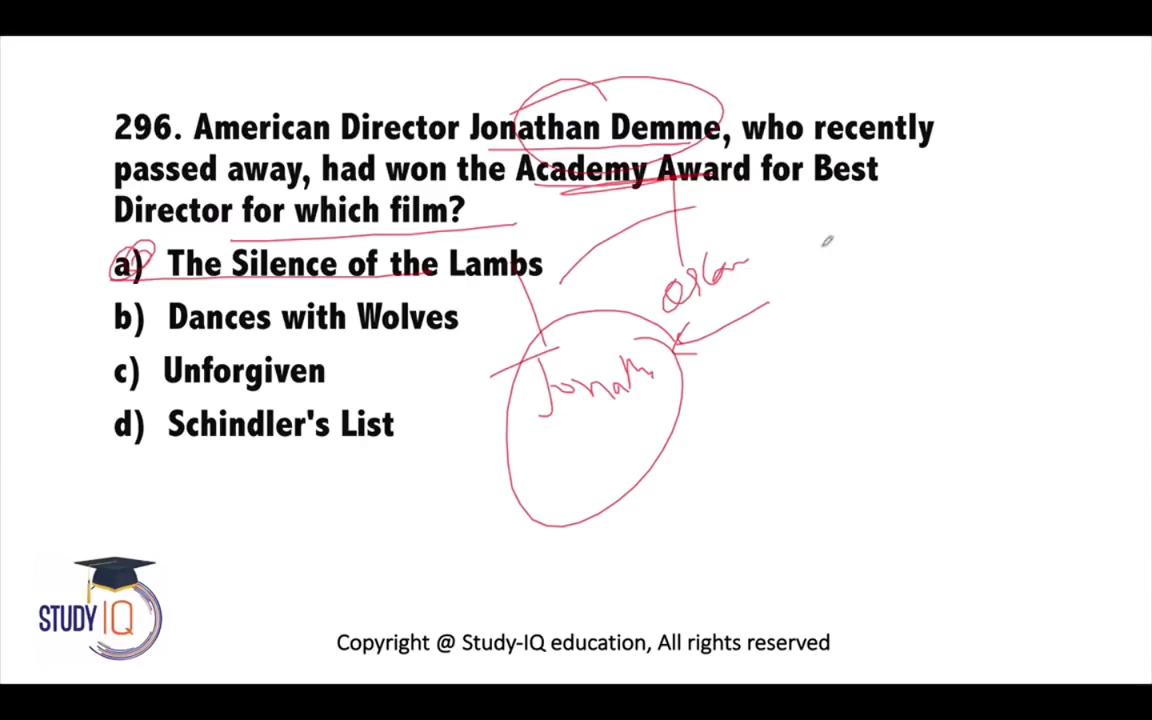 296. American Director Jonathan Demme, who recently
passed away, had won the Academy Award for Best
Director for which film?
a) The Silence of the Lambs
b) Dances with Wolves
c) Unforgiven
d) Schindler's List
Jonath
STUDY IQ
Copyright @ Study-IQ education, All rights reserved